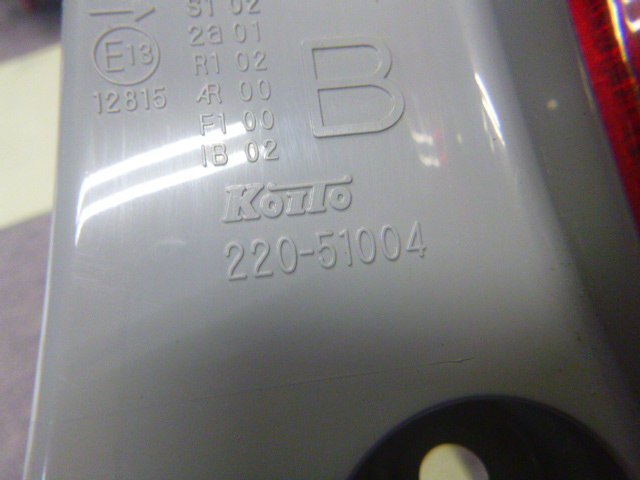 S1 02
2a 01
E13
R1 02
12815
AR 00
B
F1 00
IB 02
KOITO
220-51004